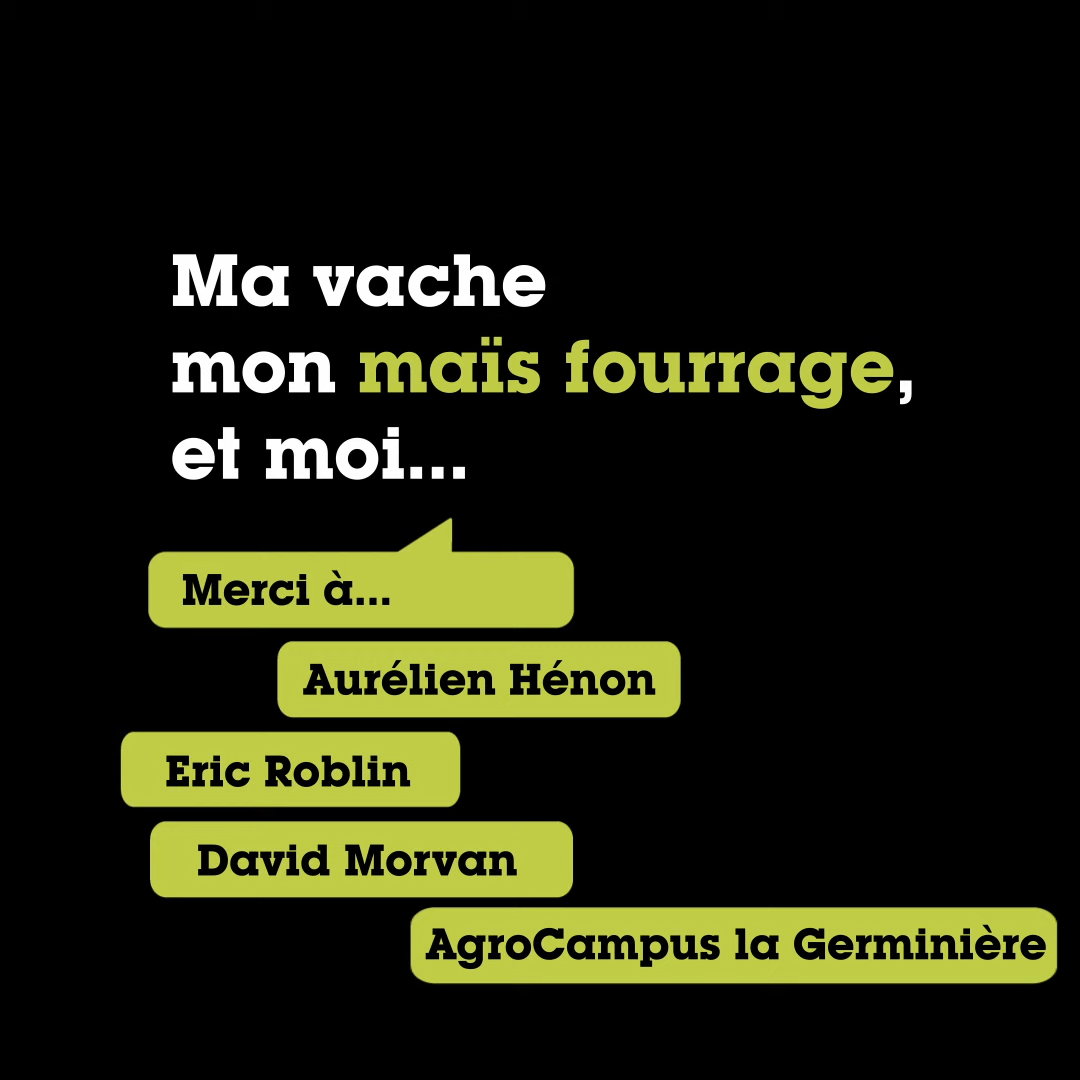 Ma vache
mon maïs fourrage,
et moi...
Merci à...
Aurélien Hénon
Eric Roblin
David Morvan
AgroCampus la Germinière